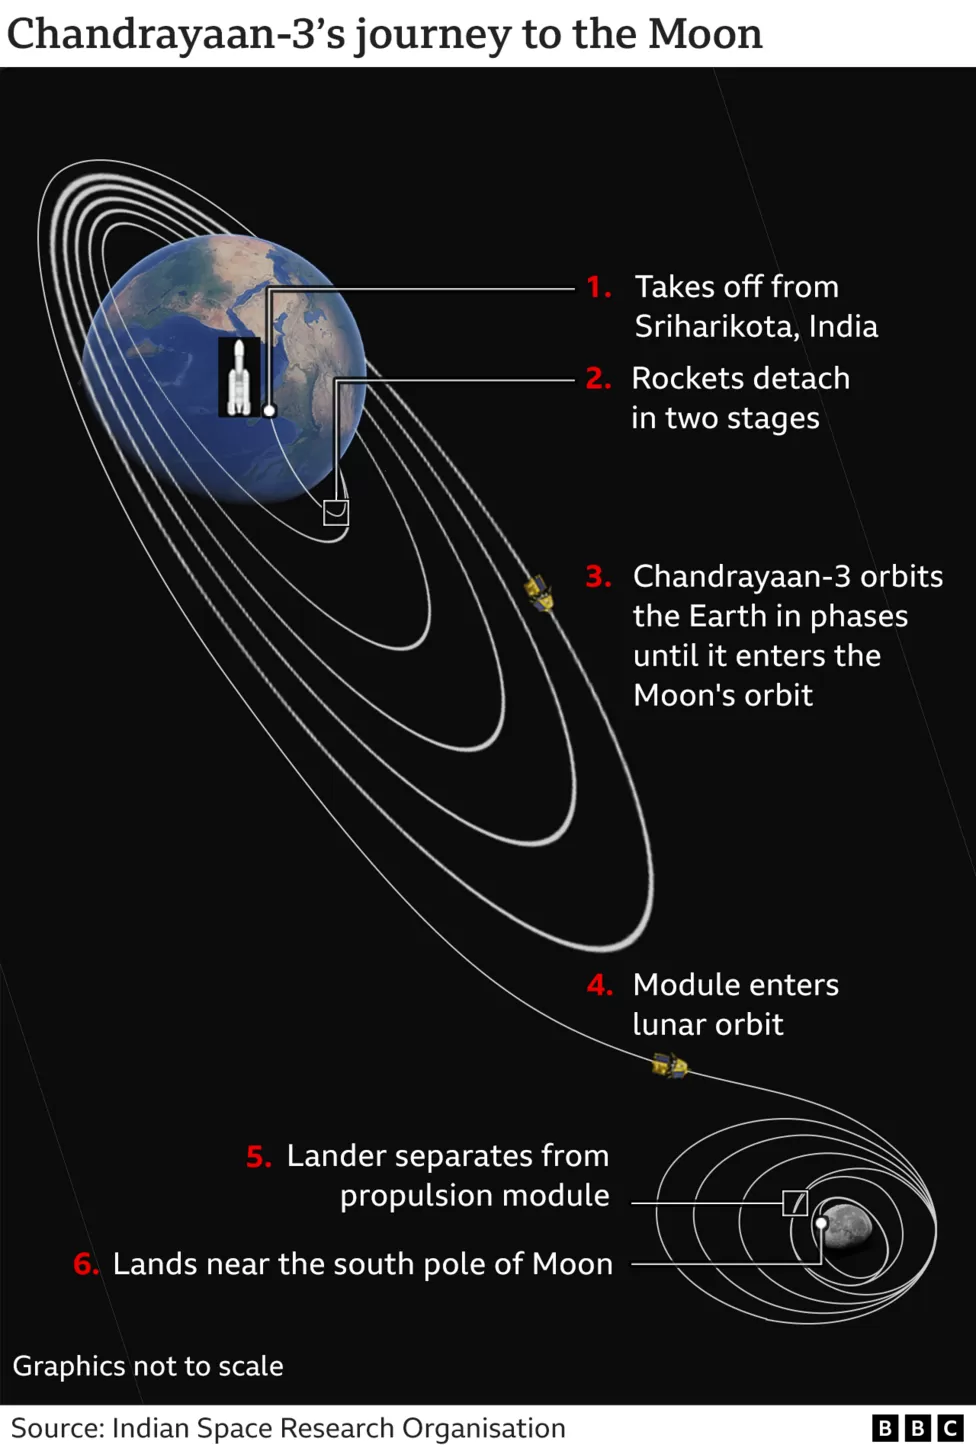 Chandrayaan-3's journey to the Moon
1. Takes off from
Sriharikota, India
2. Rockets detach
in two stages
3. Chandrayaan-3 orbits
the Earth in phases
until it enters the
Moon's orbit
4. Module enters
lunar orbit
5. Lander separates from
propulsion module
6. Lands near the south pole of Moon
Graphics not to scale
Source: Indian Space Research Organisation
BBC